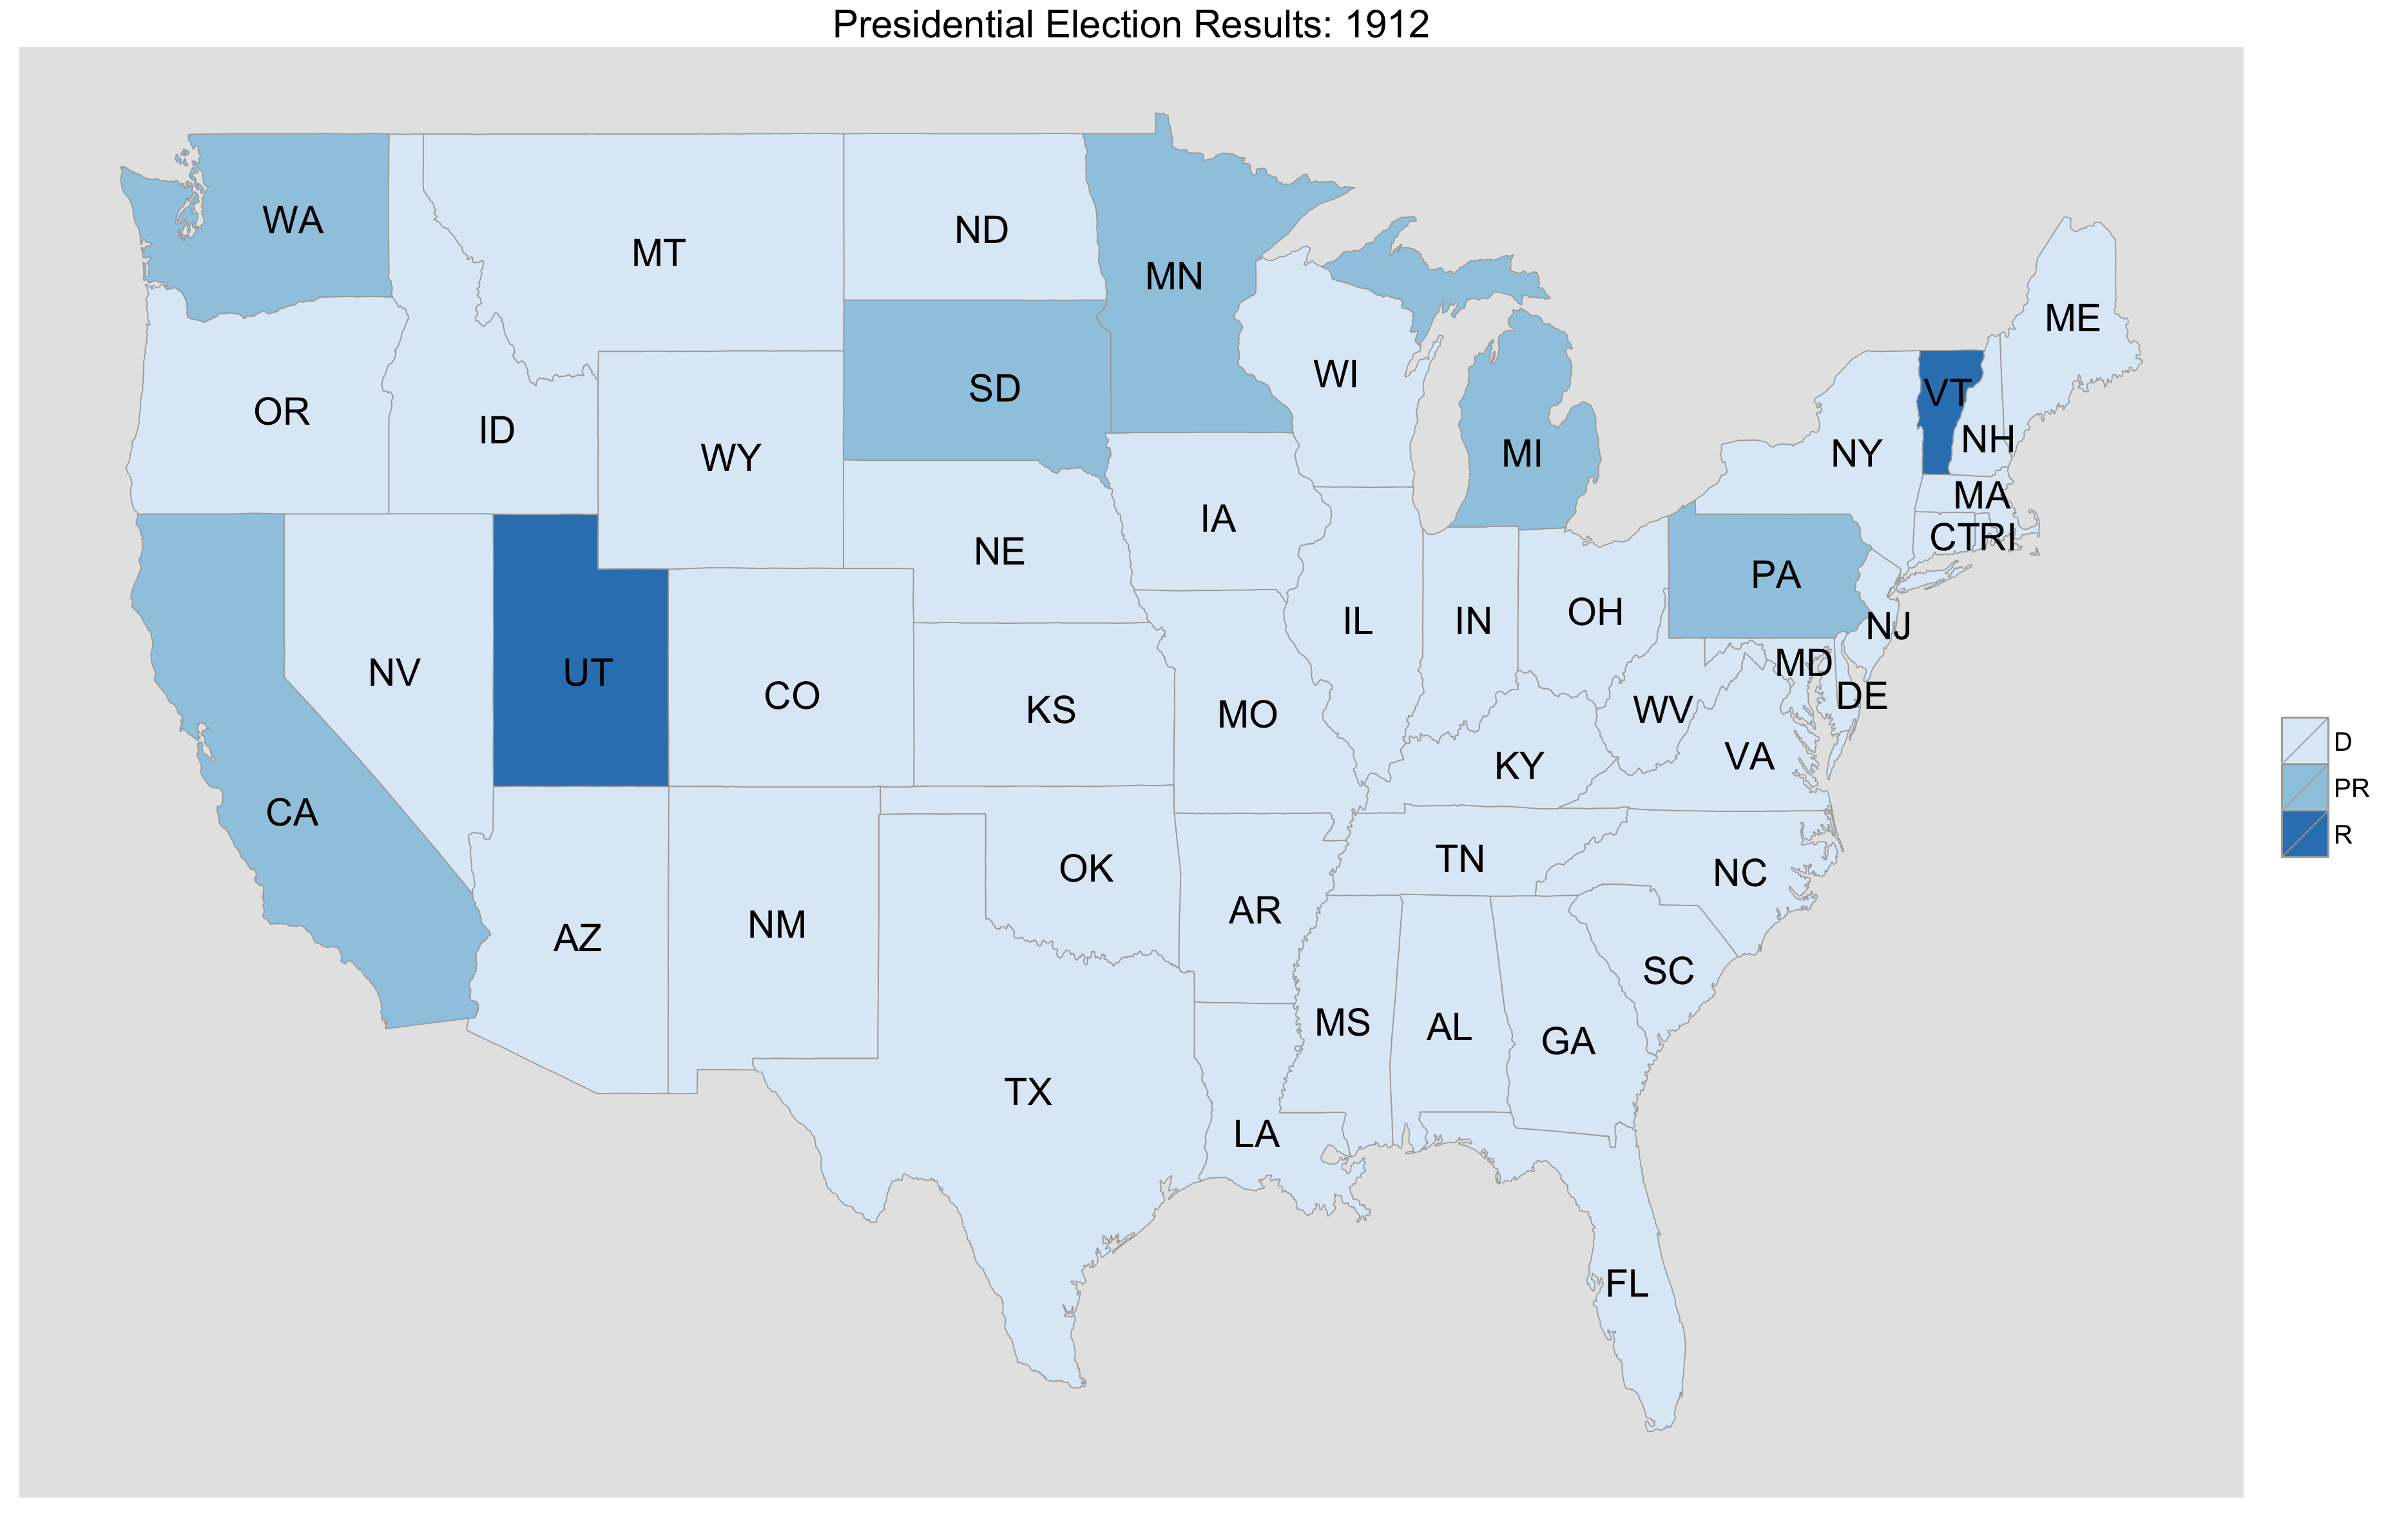 Presidential Election Results: 1912
WA
MT
ND
MN
ME
OR
ID
WY
SD
WI
MI
VT
NH
NY
MA
CT
RI
IA
NE
PA
NJ
IL
IN
OH
MD
DE
NV
UT
CO
KS
MO
WV
VA
KY
CA
OK
TN
NC
AZ
NM
AR
SC
MS
AL
GA
TX
LA
FL
D
PR
R